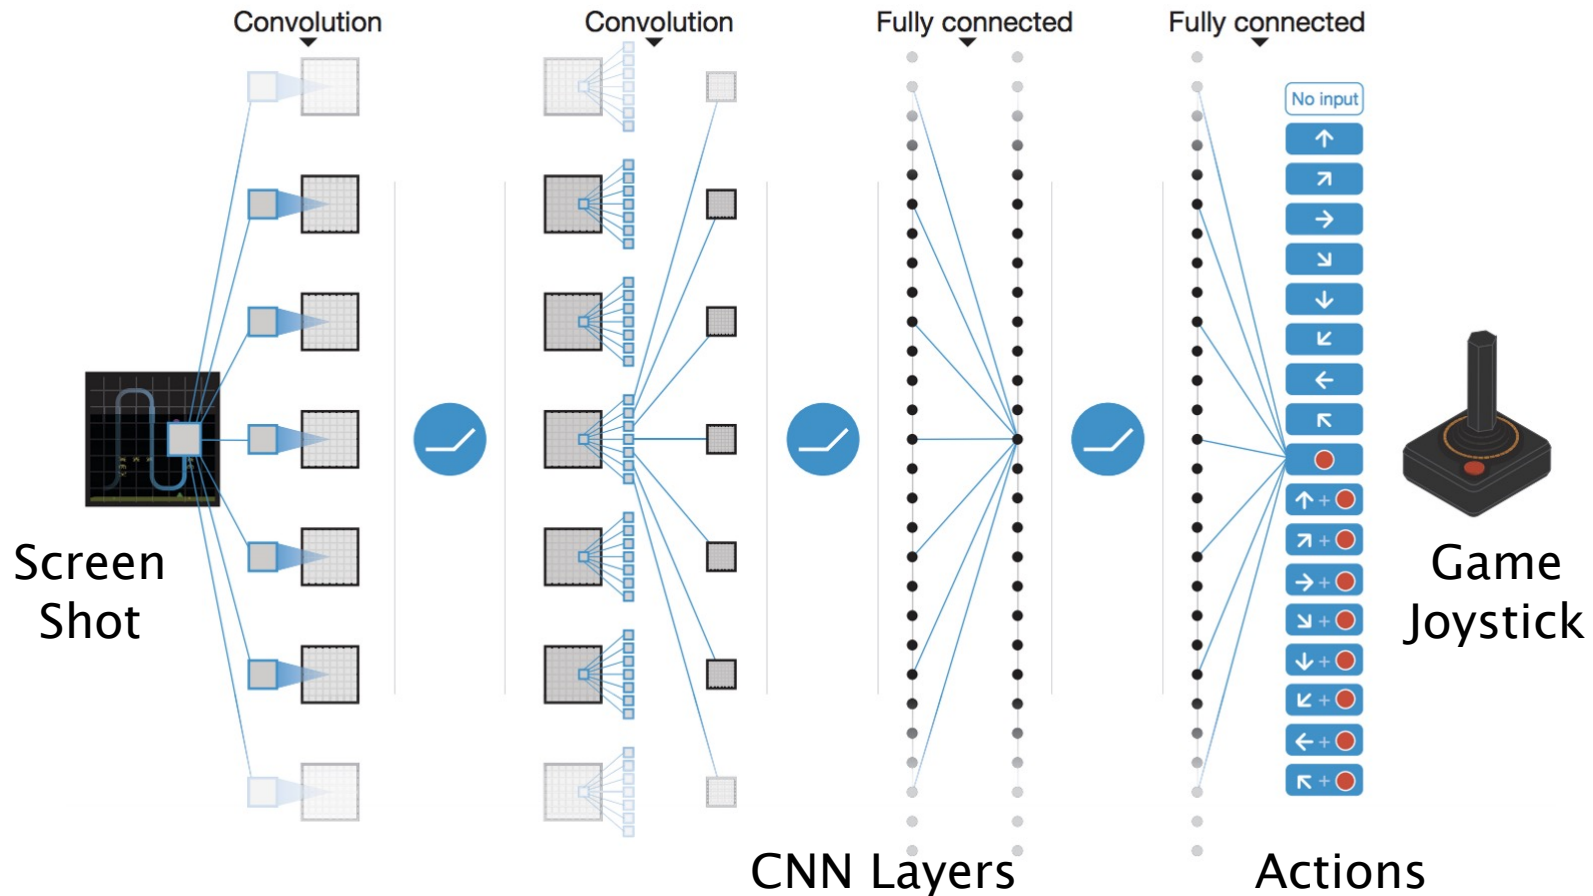 Convolution
Convolution
Fully connected
Fully connected
No input
Screen
Shot
Game
Joystick
CNN Layers
Actions